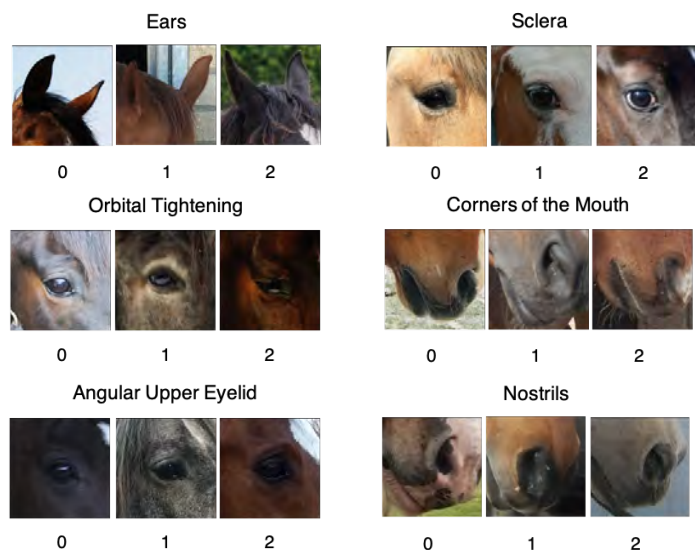 Ears
0 1 2
Sclera
0 1 2
Orbital Tightening
0 1 2
Corners of the Mouth
0 1 2
Angular Upper Eyelid
0 1 2
Nostrils
0 1 2